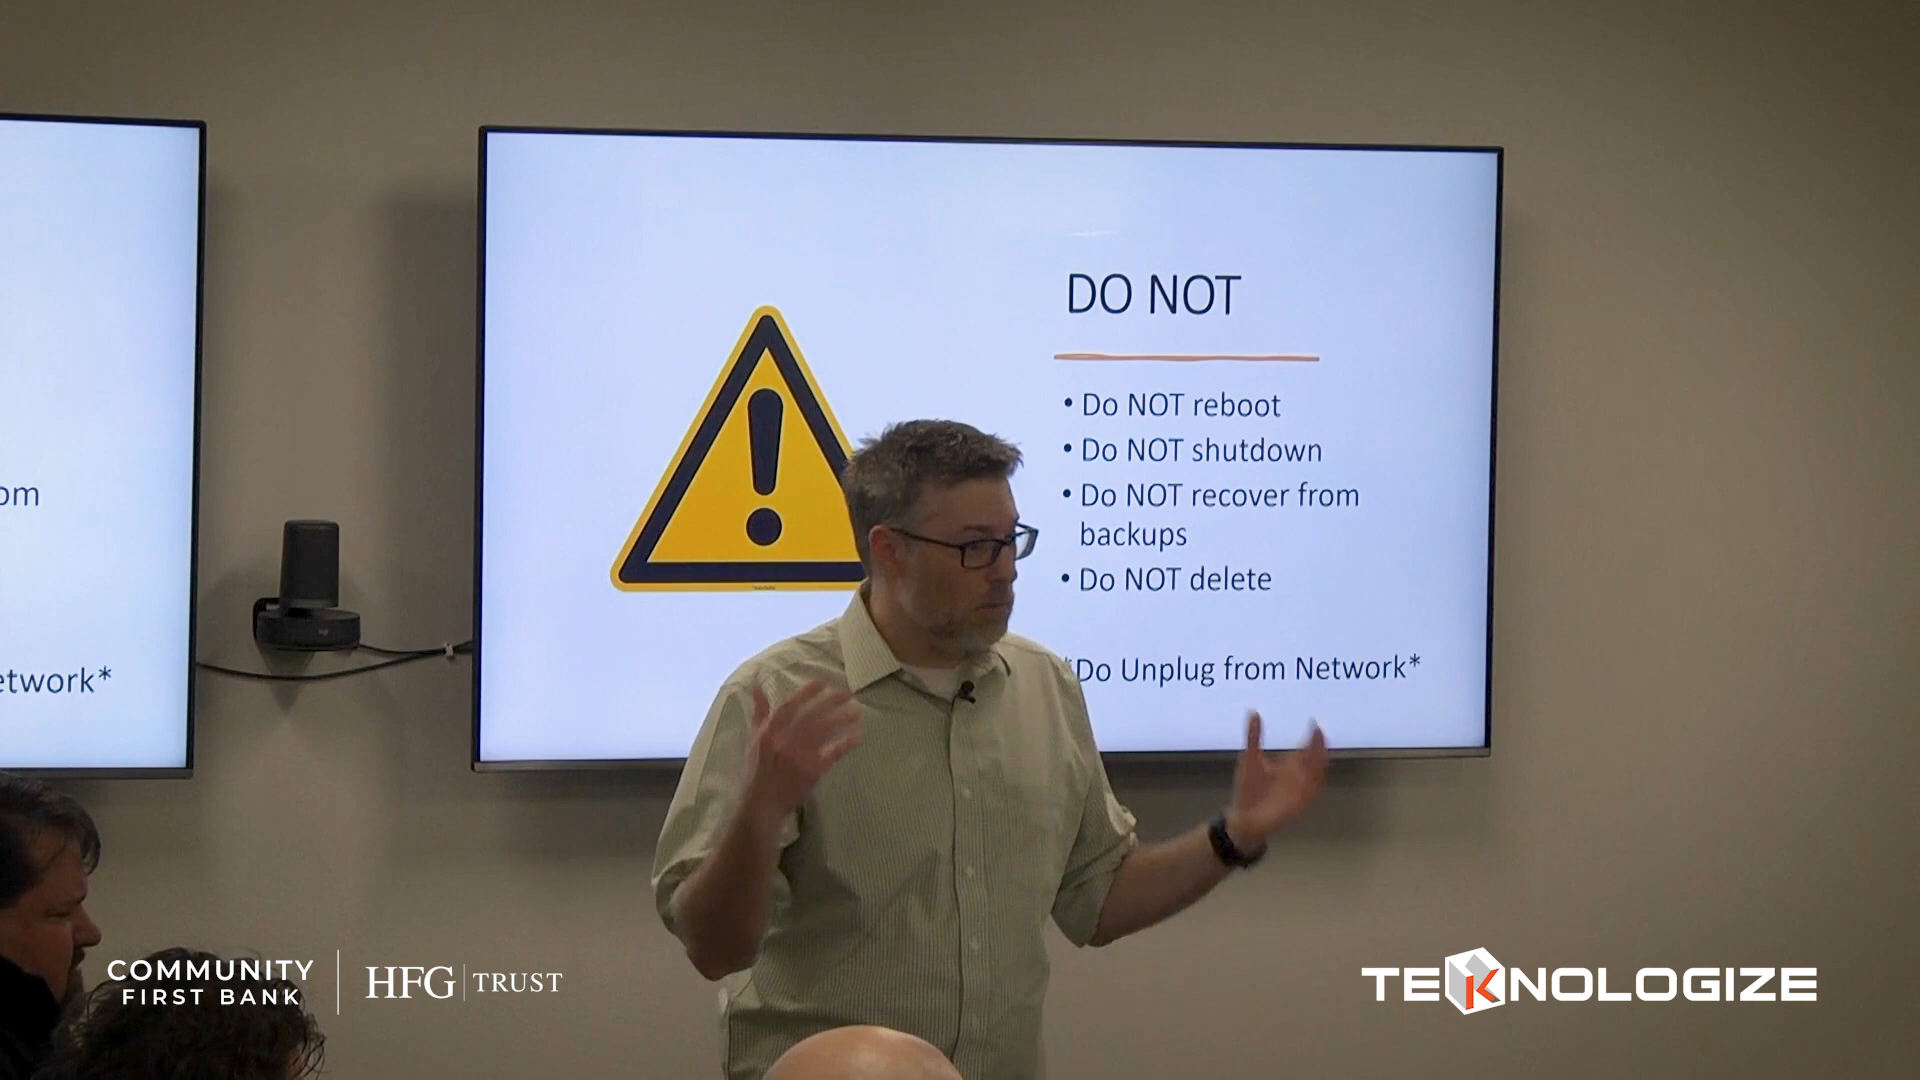 DO NOT
• Do NOT reboot
• Do NOT shutdown
• Do NOT recover from
backups
• Do NOT delete
*Do Unplug from Network*
om
etwork*
COMMUNITY
FIRST BANK
HFG TRUST
TEKNOLOGIZE